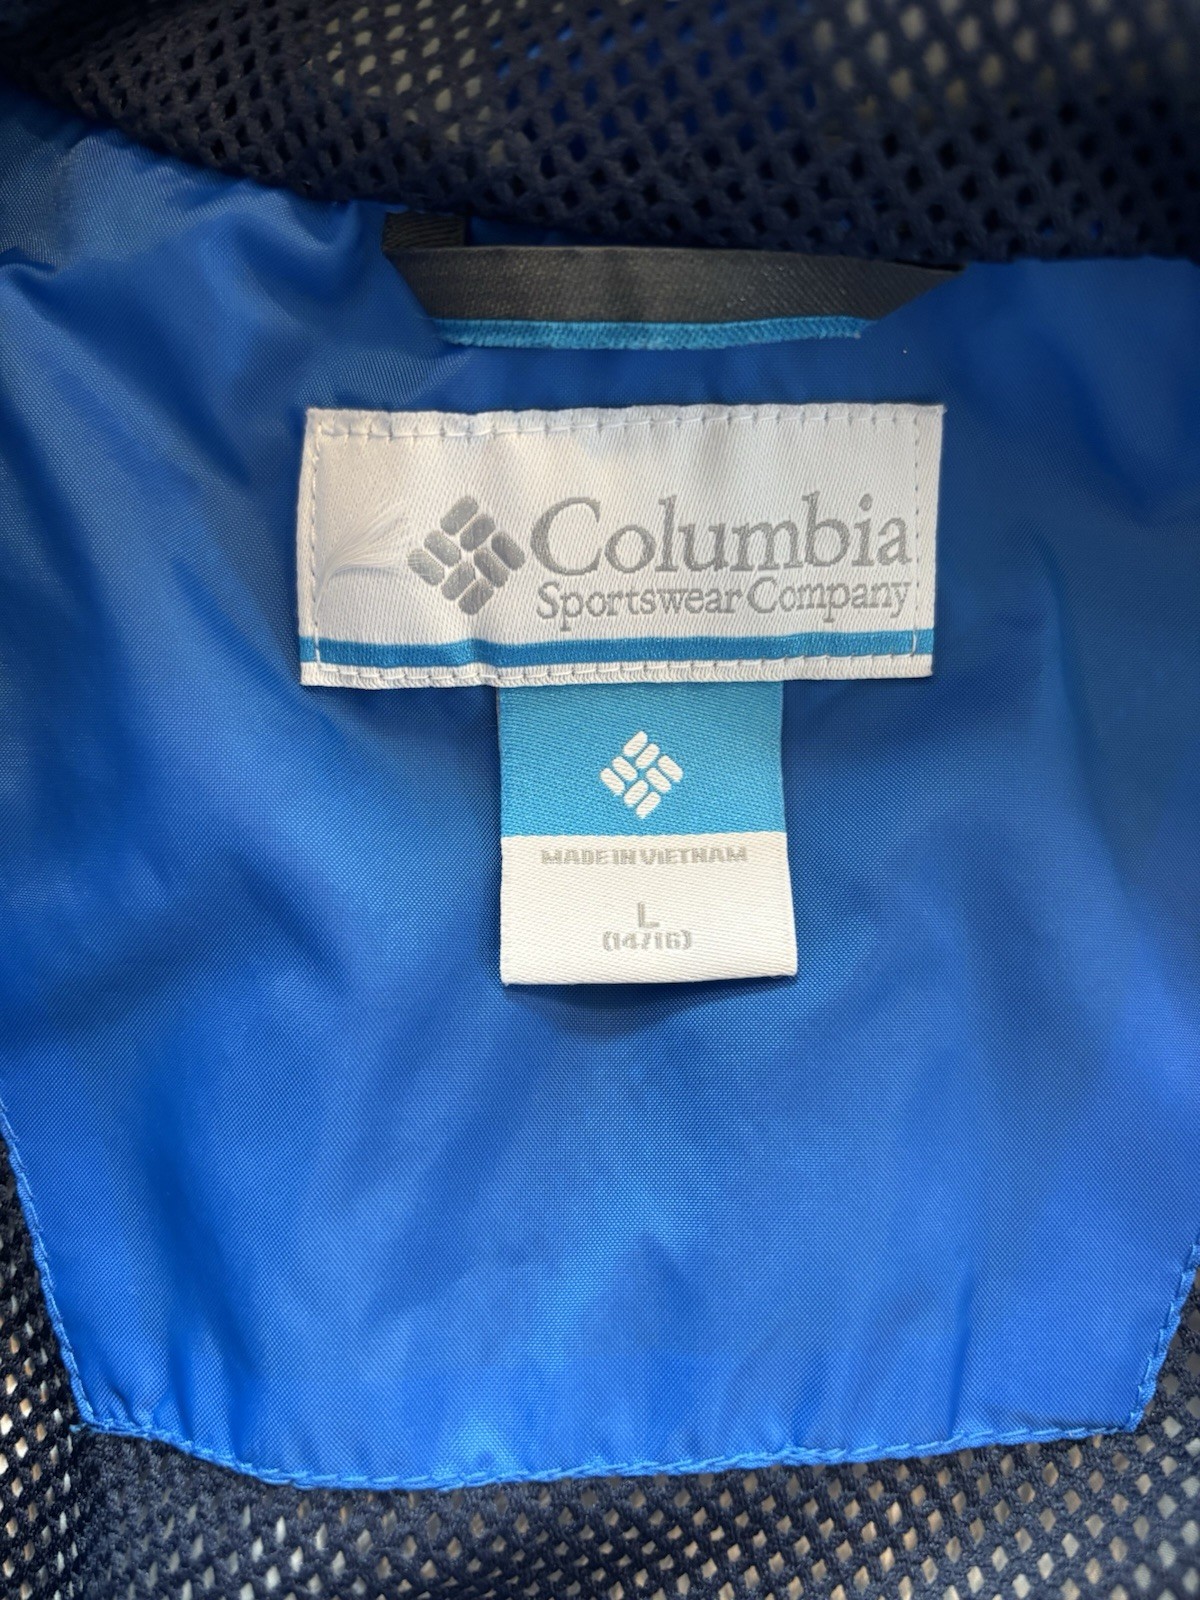 Columbia
Sportswear Company
MADE IN VIETNAM
L
(14/16)